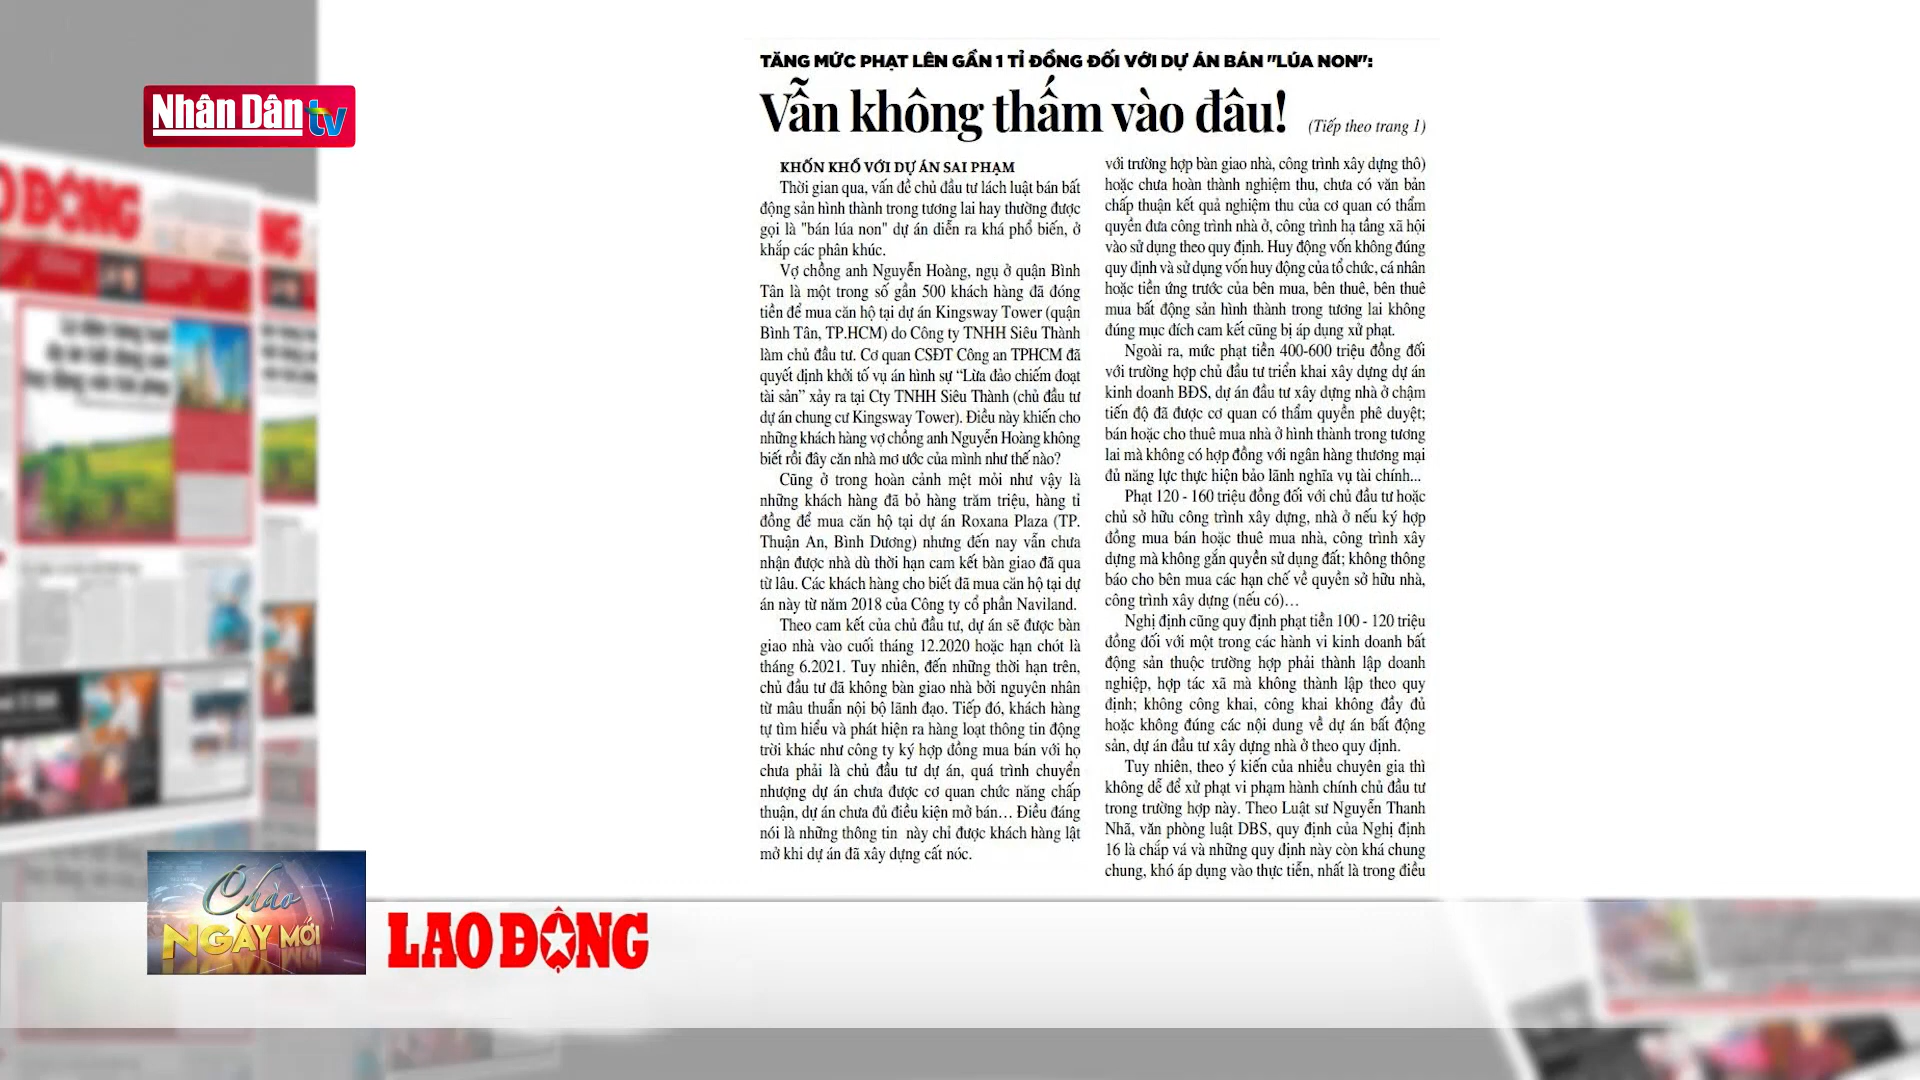 Nhân Dân tv
TĂNG MỨC PHẠT LÊN GẦN 1 TỈ ĐỒNG ĐỐI VỚI DỰ ÁN BÁN "LÚA NON":
Vẫn không thấm vào đâu!
(Tiếp theo trang 1)
KHỐN KHỔ VỚI DỰ ÁN SAI PHẠM
Thời gian qua, vấn đề chủ đầu tư lách luật bán bất
động sản hình thành trong tương lai hay thường được
gọi là "bán lúa non" dự án diễn ra khá phổ biến, ở
khắp các phân khúc.
Vợ chồng anh Nguyễn Hoàng, ngụ ở quận Bình
Tân là một trong số gần 500 khách hàng đã đóng
tiền để mua căn hộ tại dự án Kingsway Tower (quận
Bình Tân, TP.HCM) do Công ty TNHH Siêu Thành
làm chủ đầu tư. Cơ quan CSĐT Công an TPHCM đã
quyết định khởi tố vụ án hình sự “Lừa đảo chiếm đoạt
tài sản” xảy ra tại Cty TNHH Siêu Thành (chủ đầu tư
dự án chung cư Kingsway Tower). Điều này khiến cho
những khách hàng vợ chồng anh Nguyễn Hoàng không
biết rồi đây căn nhà mơ ước của mình như thế nào?
Cũng ở trong hoàn cảnh mệt mỏi như vậy là
những khách hàng đã bỏ hàng trăm triệu, hàng tỉ
đồng để mua căn hộ tại dự án Roxana Plaza (TP.
Thuận An, Bình Dương) nhưng đến nay vẫn chưa
nhận được nhà dù thời hạn cam kết bàn giao đã qua
từ lâu. Các khách hàng cho biết đã mua căn hộ tại dự
án này từ năm 2018 của Công ty cổ phần Naviland.
Theo cam kết của chủ đầu tư, dự án sẽ được bàn
giao nhà vào cuối tháng 12.2020 hoặc hạn chót là
tháng 6.2021. Tuy nhiên, đến những thời hạn trên,
chủ đầu tư đã không bàn giao nhà bởi nguyên nhân
từ mâu thuẫn nội bộ lãnh đạo. Tiếp đó, khách hàng
tự tìm hiểu và phát hiện ra hàng loạt thông tin động
trời khác như công ty ký hợp đồng mua bán với họ
chưa phải là chủ đầu tư dự án, quá trình chuyển
nhượng dự án chưa được cơ quan chức năng chấp
thuận, dự án chưa đủ điều kiện mở bán… Điều đáng
nói là những thông tin này chỉ được khách hàng lật
mở khi dự án đã xây dựng cất nóc.
với trường hợp bàn giao nhà, công trình xây dựng thô)
hoặc chưa hoàn thành nghiệm thu, chưa có văn bản
chấp thuận kết quả nghiệm thu của cơ quan có thẩm
quyền đưa công trình nhà ở, công trình hạ tầng xã hội
vào sử dụng theo quy định. Huy động vốn không đúng
quy định và sử dụng vốn huy động của tổ chức, cá nhân
hoặc tiền ứng trước của bên mua, bên thuê, bên thuê
mua bất động sản hình thành trong tương lai không
đúng mục đích cam kết cũng bị áp dụng xử phạt.
Ngoài ra, mức phạt tiền 400-600 triệu đồng đối
với trường hợp chủ đầu tư triển khai xây dựng dự án
kinh doanh BĐS, dự án đầu tư xây dựng nhà ở chậm
tiến độ đã được cơ quan có thẩm quyền phê duyệt;
bán hoặc cho thuê mua nhà ở hình thành trong tương
lai mà không có hợp đồng với ngân hàng thương mại
đủ năng lực thực hiện bảo lãnh nghĩa vụ tài chính...
Phạt 120 - 160 triệu đồng đối với chủ đầu tư hoặc
chủ sở hữu công trình xây dựng, nhà ở nếu ký hợp
đồng mua bán hoặc thuê mua nhà, công trình xây
dựng mà không gắn quyền sử dụng đất; không thông
báo cho bên mua các hạn chế về quyền sở hữu nhà,
công trình xây dựng (nếu có)…
Nghị định cũng quy định phạt tiền 100 - 120 triệu
đồng đối với một trong các hành vi kinh doanh bất
động sản thuộc trường hợp phải thành lập doanh
nghiệp, hợp tác xã mà không thành lập theo quy
định; không công khai, công khai không đầy đủ
hoặc không đúng các nội dung về dự án bất động
sản, dự án đầu tư xây dựng nhà ở theo quy định.
Tuy nhiên, theo ý kiến của nhiều chuyên gia thì
không dễ để xử phạt vi phạm hành chính chủ đầu tư
trong trường hợp này. Theo Luật sư Nguyễn Thanh
Nhã, văn phòng luật DBS, quy định của Nghị định
16 là chắp vá và những quy định này còn khá chung
chung, khó áp dụng vào thực tiễn, nhất là trong điều
Chào
NGÀY MỚI
LAO ĐỘNG